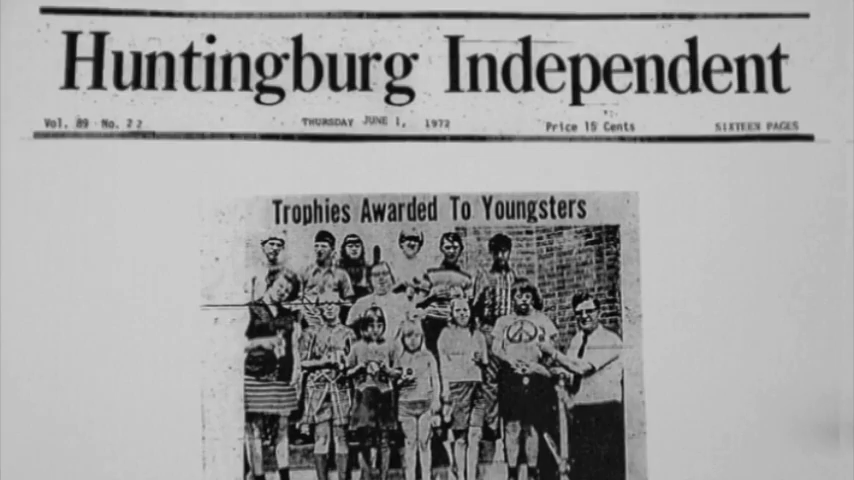 Huntingburg Independent
Vol. 89 No. 22 THURSDAY JUNE 1, 1972 Price 15 Cents SIXTEEN PAGES
Trophies Awarded To Youngsters